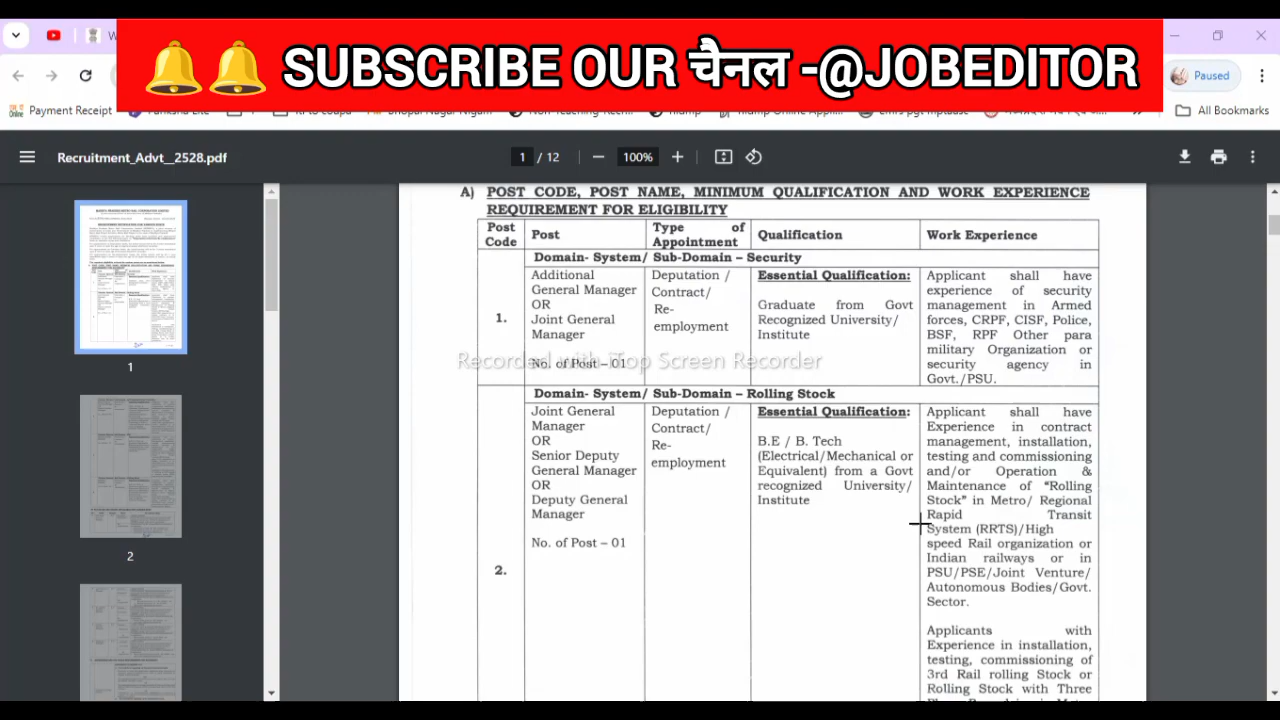 SUBSCRIBE OUR चैनल -@JOBEDITOR
Paused
Payment Receipt
All Bookmarks
Recruitment_Advt__2528.pdf
1 / 12
100%
A) POST CODE, POST NAME, MINIMUM QUALIFICATION AND WORK EXPERIENCE
REQUIREMENT FOR ELIGIBILITY
Post Code
Post
Type of Appointment
Qualification
Work Experience
Domain- System/ Sub-Domain – Security
1.
Additional
General Manager
OR
Joint General
Manager
No. of Post – 01
Deputation /
Contract/
Re-
employment
Essential Qualification:
Graduate from Govt
Recognized University/
Institute
Applicant shall have
experience of security
management in Armed
forces, CRPF, CISF, Police,
BSF, RPF Other para
military Organization or
security agency in
Govt./PSU.
Recorded with iTop Screen Recorder
Domain- System/ Sub-Domain – Rolling Stock
2.
Joint General
Manager
OR
Senior Deputy
General Manager
OR
Deputy General
Manager
No. of Post – 01
Deputation /
Contract/
Re-
employment
Essential Qualification:
B.E / B. Tech
(Electrical/Mechanical or
Equivalent) from a Govt
recognized University/
Institute
Applicant shall have
Experience in contract
management, installation,
testing and commissioning
and/or Operation &
Maintenance of “Rolling
Stock” in Metro/ Regional
Rapid Transit
System (RRTS)/High
speed Rail organization or
Indian railways or in
PSU/PSE/Joint Venture/
Autonomous Bodies/Govt.
Sector.
Applicants with
Experience in installation,
testing, commissioning of
3rd Rail rolling Stock or
Rolling Stock with Three
1
2